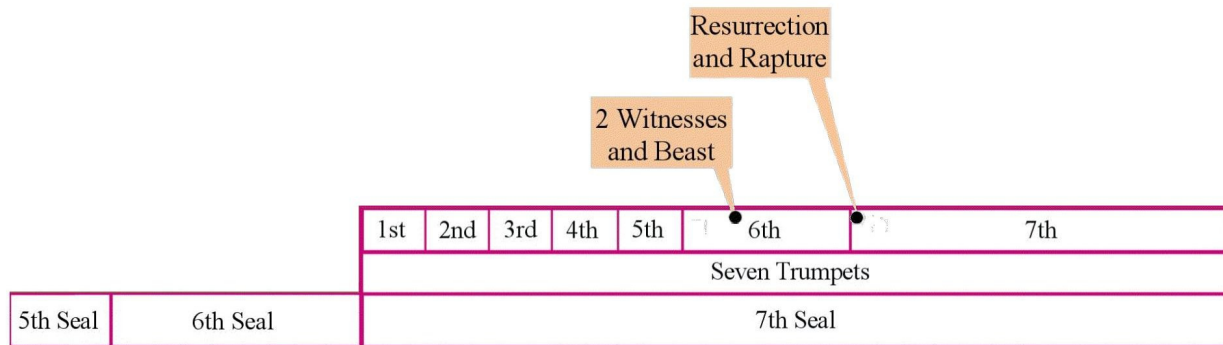 Resurrection
and Rapture
2 Witnesses
and Beast
1st 2nd 3rd 4th 5th 6th 7th
Seven Trumpets
5th Seal 6th Seal 7th Seal